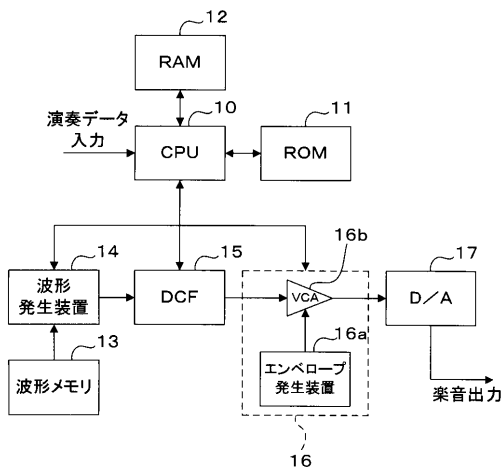 12
RAM
演奏データ
入力
10
CPU
11
ROM
14
波形
発生装置
15
DCF
16b
VCA
17
D/A
13
波形メモリ
16a
エンベロープ
発生装置
楽音出力
16